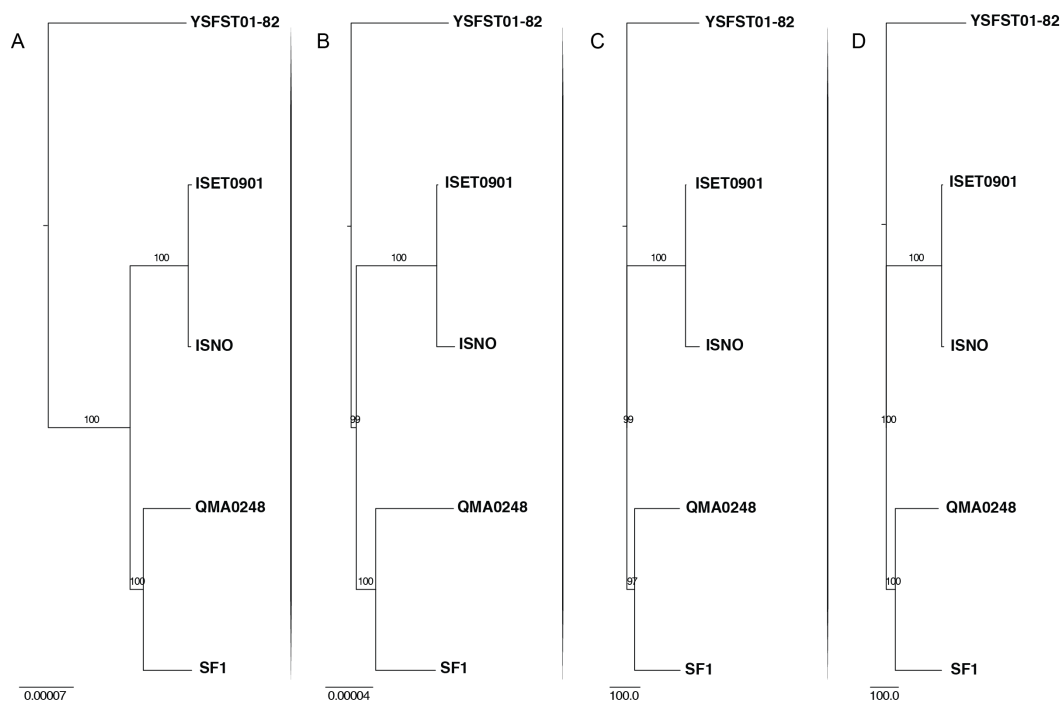 A
YSFST01-82
ISET0901
100
ISNO
100
QMA0248
100
SF1
0.00007
B
YSFST01-82
ISET0901
100
ISNO
99
QMA0248
100
SF1
0.00004
C
YSFST01-82
ISET0901
100
ISNO
99
QMA0248
97
SF1
100.0
D
YSFST01-82
ISET0901
100
ISNO
100
QMA0248
100
SF1
100.0